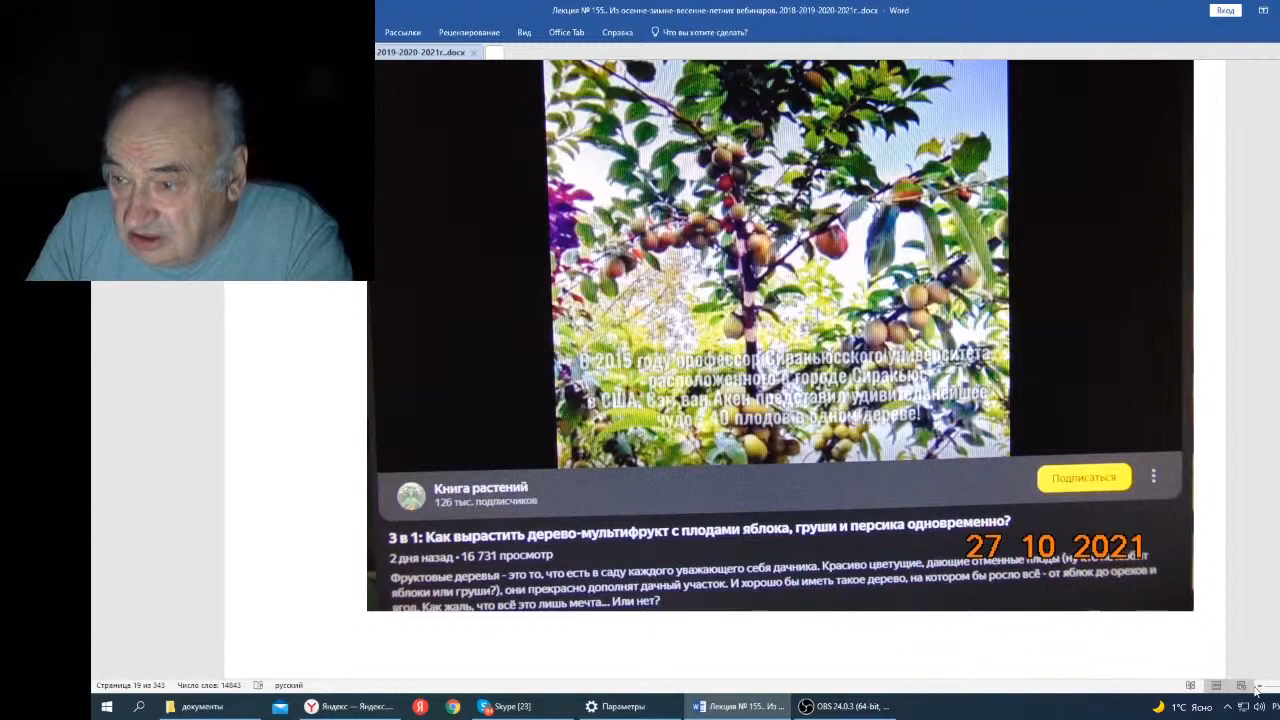 Лекция № 155.. Из осенне-зимне-весенне-летних вебинаров. 2018-2019-2020-2021г..docx - Word
Вход
Рассылки Рецензирование Вид Office Tab Справка Что вы хотите сделать?
2019-2020-2021г..docx
В 2015 году профессор Сиракьюсского университета,
расположенного в городе Сиракьюс
в США, Сэм ван Акен представил удивительнейшее
чудо - 40 плодов в одном дереве!
Книга растений
126 тыс. подписчиков
Подписаться
3 в 1: Как вырастить дерево-мультифрукт с плодами яблока, груши и персика одновременно?
2 дня назад • 16 731 просмотр
27 10 2021
Фруктовые деревья - это то, что есть в саду каждого уважающего себя дачника. Красиво цветущие, дающие отменные плоды
яблоки или груши?), они прекрасно дополнят дачный участок. И хорошо бы иметь такое дерево, на котором бы росло всё - от яблок до орехов и
ягод. Как жаль, что всё это лишь мечта... Или нет?
Страница 19 из 343 Число слов: 14843 русский
документы Яндекс — Яндекс.... Skype [23] Параметры Лекция № 155.. Из ... OBS 24.0.3 (64-bit, ... 1°C Ясно